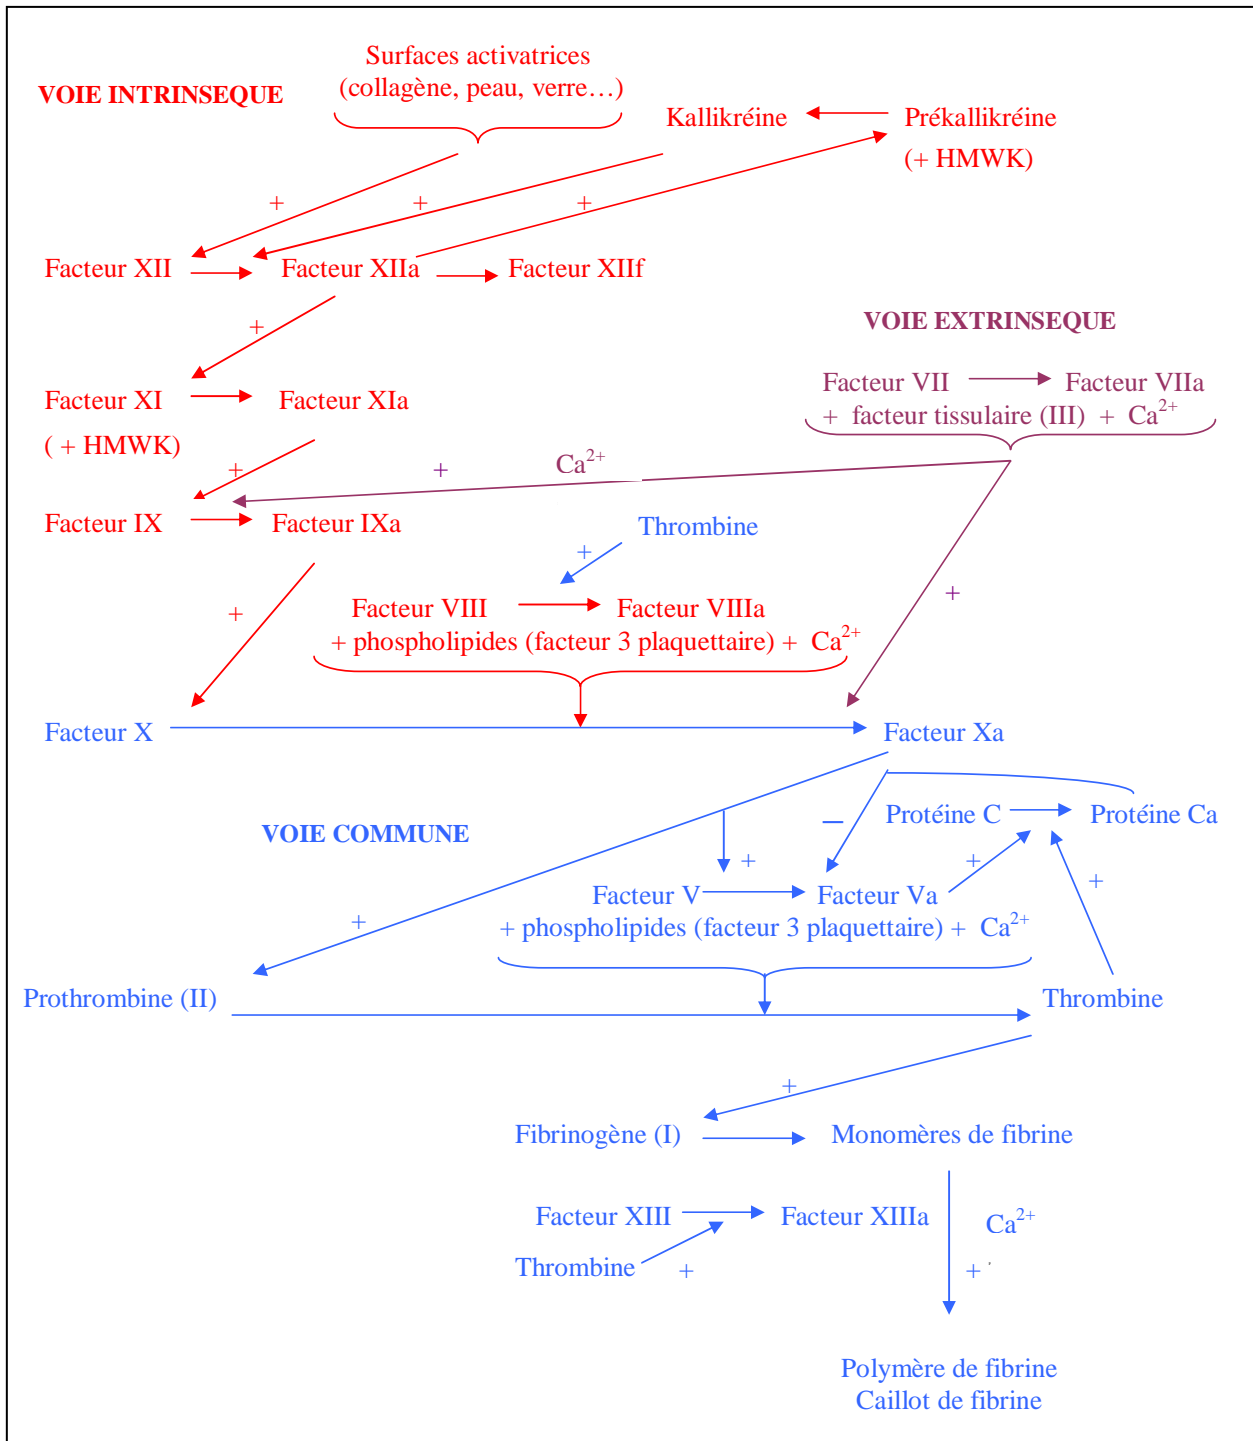 Surfaces activatrices
VOIE INTRINSEQUE
(collagène, peau, verre…)
Kallikréine
Prékallikréine
(+ HMWK)
+
+
+
Facteur XII
Facteur XIIa
Facteur XIIf
+
VOIE EXTRINSEQUE
Facteur VII
Facteur VIIa
+ facteur tissulaire (III) + Ca²⁺
Facteur XI
Facteur XIa
( + HMWK)
+
+
Ca²⁺
Facteur IX
Facteur IXa
Thrombine
+
+
+
Facteur VIII
Facteur VIIIa
+ phospholipides (facteur 3 plaquettaire) + Ca²⁺
Facteur X
Facteur Xa
VOIE COMMUNE
–
Protéine C
Protéine Ca
+
+
+
Facteur V
Facteur Va
+
+ phospholipides (facteur 3 plaquettaire) + Ca²⁺
Prothrombine (II)
Thrombine
+
Fibrinogène (I)
Monomères de fibrine
Facteur XIII
Facteur XIIIa
Ca²⁺
Thrombine
+
+
Polymère de fibrine
Caillot de fibrine